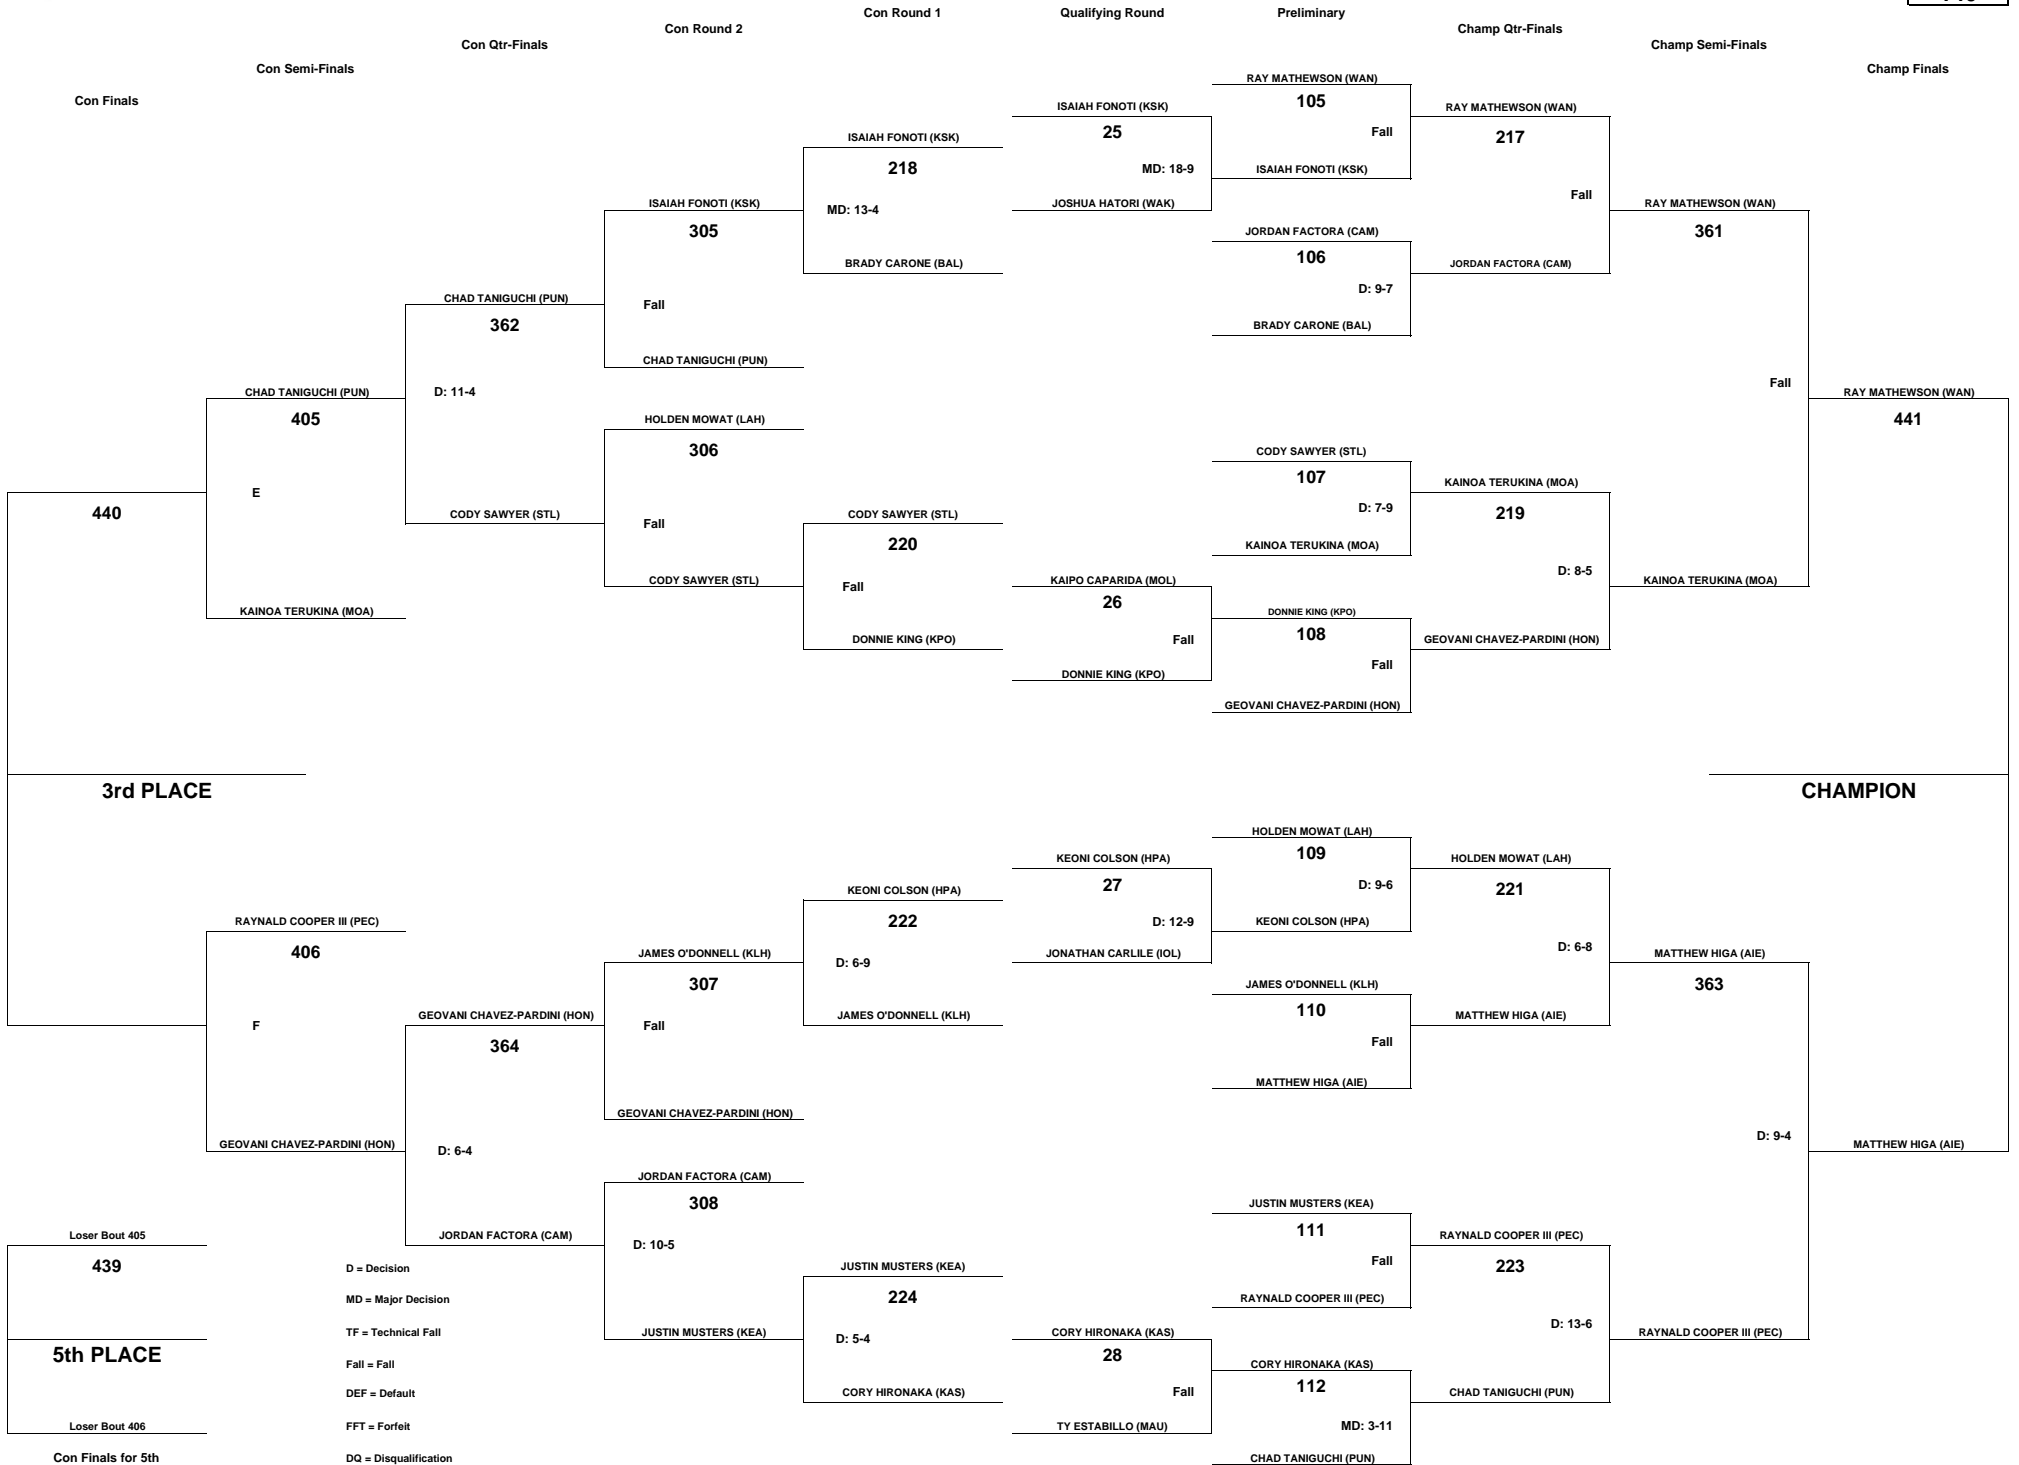 Con Round 1
Qualifying Round
Preliminary
Con Round 2
Champ Qtr-Finals
Con Qtr-Finals
Champ Semi-Finals
Con Semi-Finals
Champ Finals
Con Finals
RAY MATHEWSON (WAN)
105
Fall
ISAIAH FONOTI (KSK)
ISAIAH FONOTI (KSK)
25
MD: 18-9
JOSHUA HATORI (WAK)
RAY MATHEWSON (WAN)
217
Fall
JORDAN FACTORA (CAM)
ISAIAH FONOTI (KSK)
218
MD: 13-4
BRADY CARONE (BAL)
ISAIAH FONOTI (KSK)
305
Fall
CHAD TANIGUCHI (PUN)
RAY MATHEWSON (WAN)
361
Fall
KAINOA TERUKINA (MOA)
JORDAN FACTORA (CAM)
106
D: 9-7
BRADY CARONE (BAL)
CHAD TANIGUCHI (PUN)
362
D: 11-4
CODY SAWYER (STL)
CHAD TANIGUCHI (PUN)
405
E
KAINOA TERUKINA (MOA)
RAY MATHEWSON (WAN)
441
HOLDEN MOWAT (LAH)
306
Fall
CODY SAWYER (STL)
CODY SAWYER (STL)
107
D: 7-9
KAINOA TERUKINA (MOA)
KAINOA TERUKINA (MOA)
219
D: 8-5
GEOVANI CHAVEZ-PARDINI (HON)
440
CODY SAWYER (STL)
220
Fall
DONNIE KING (KPO)
KAIPO CAPARIDA (MOL)
26
Fall
DONNIE KING (KPO)
DONNIE KING (KPO)
108
Fall
GEOVANI CHAVEZ-PARDINI (HON)
3rd PLACE
CHAMPION
HOLDEN MOWAT (LAH)
109
D: 9-6
KEONI COLSON (HPA)
KEONI COLSON (HPA)
27
D: 12-9
JONATHAN CARLILE (IOL)
HOLDEN MOWAT (LAH)
221
D: 6-8
MATTHEW HIGA (AIE)
KEONI COLSON (HPA)
222
D: 6-9
JAMES O'DONNELL (KLH)
RAYNALD COOPER III (PEC)
406
F
GEOVANI CHAVEZ-PARDINI (HON)
JAMES O'DONNELL (KLH)
307
Fall
GEOVANI CHAVEZ-PARDINI (HON)
MATTHEW HIGA (AIE)
363
D: 9-4
RAYNALD COOPER III (PEC)
JAMES O'DONNELL (KLH)
110
Fall
MATTHEW HIGA (AIE)
GEOVANI CHAVEZ-PARDINI (HON)
364
D: 6-4
JORDAN FACTORA (CAM)
MATTHEW HIGA (AIE)
JORDAN FACTORA (CAM)
308
D: 10-5
JUSTIN MUSTERS (KEA)
JUSTIN MUSTERS (KEA)
111
Fall
RAYNALD COOPER III (PEC)
RAYNALD COOPER III (PEC)
223
D: 13-6
CHAD TANIGUCHI (PUN)
JUSTIN MUSTERS (KEA)
224
D: 5-4
CORY HIRONAKA (KAS)
CORY HIRONAKA (KAS)
28
Fall
TY ESTABILLO (MAU)
CORY HIRONAKA (KAS)
112
MD: 3-11
CHAD TANIGUCHI (PUN)
Loser Bout 405
439
5th PLACE
Loser Bout 406
Con Finals for 5th
D = Decision
MD = Major Decision
TF = Technical Fall
Fall = Fall
DEF = Default
FFT = Forfeit
DQ = Disqualification